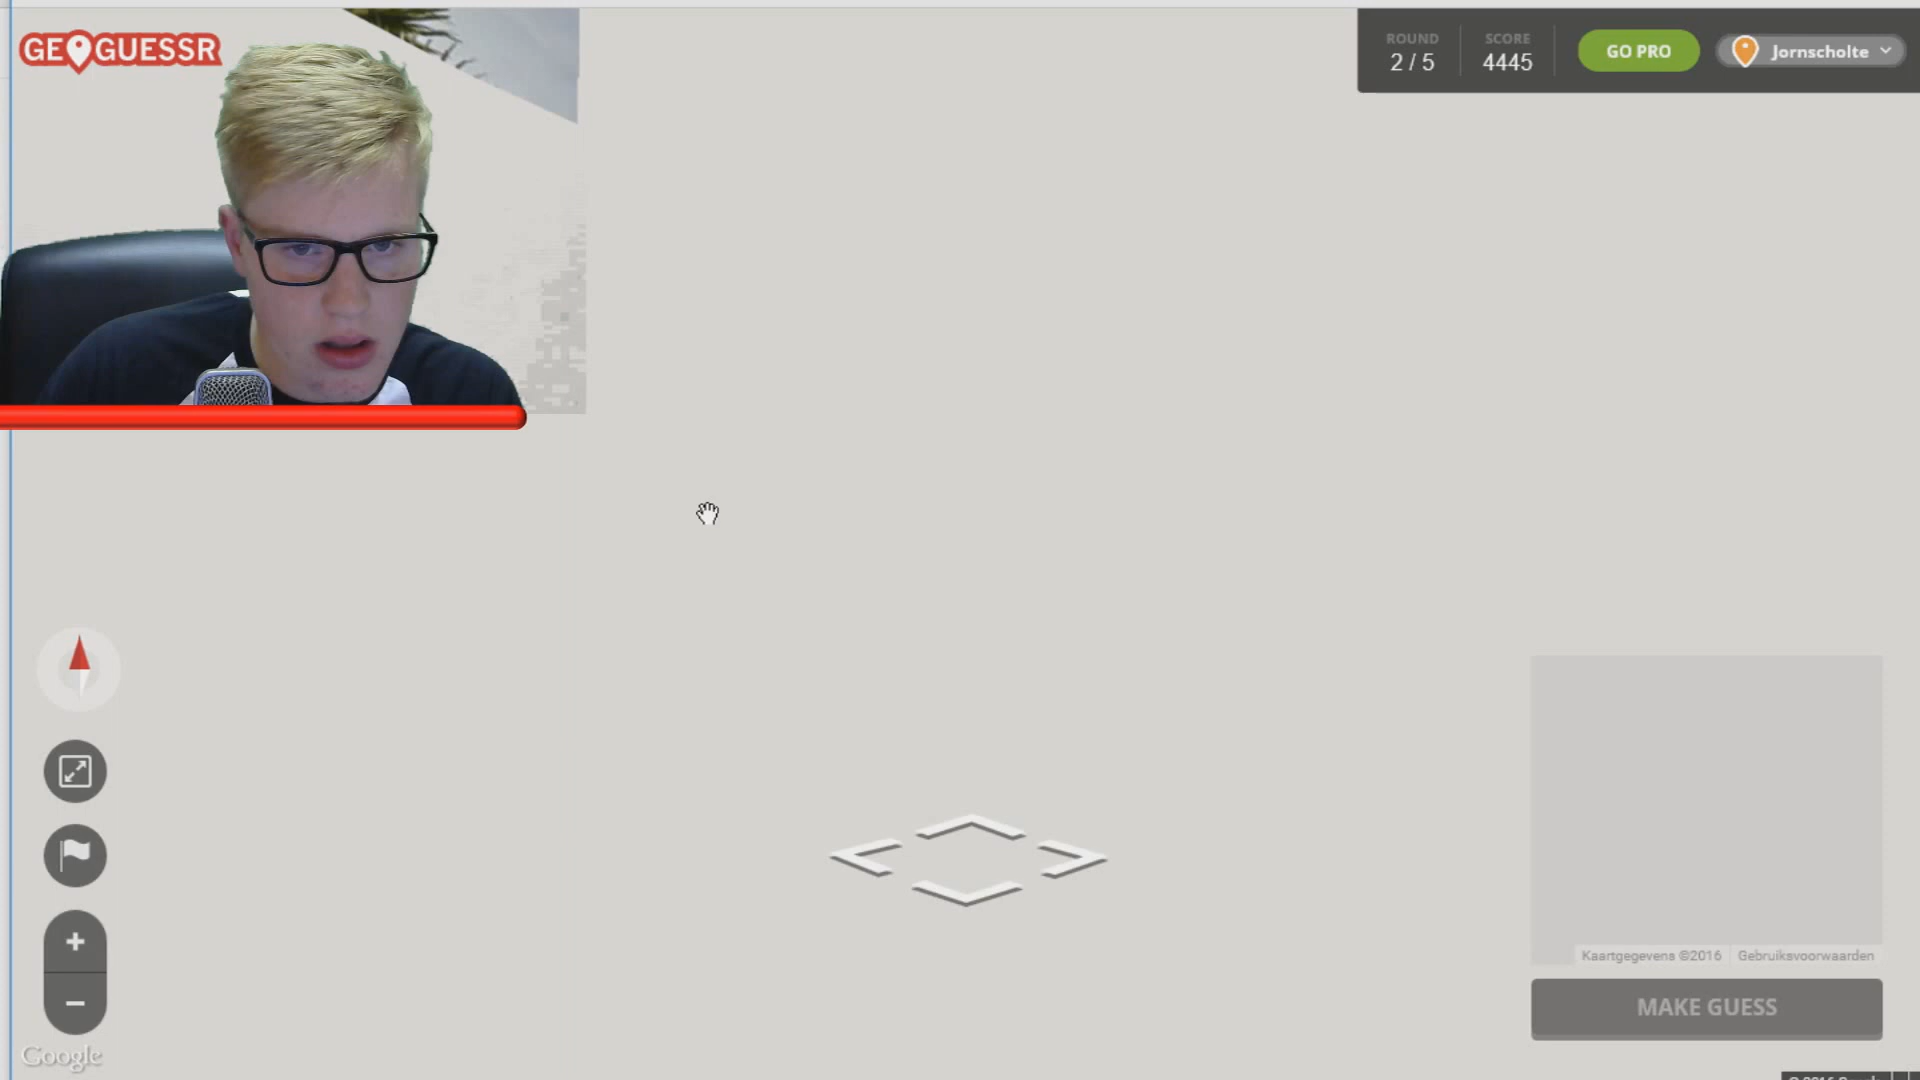 GEOGUESSR
ROUND
2 / 5
SCORE
4445
GO PRO
Jornscholte
Kaartgegevens ©2016
Gebruiksvoorwaarden
MAKE GUESS
Google